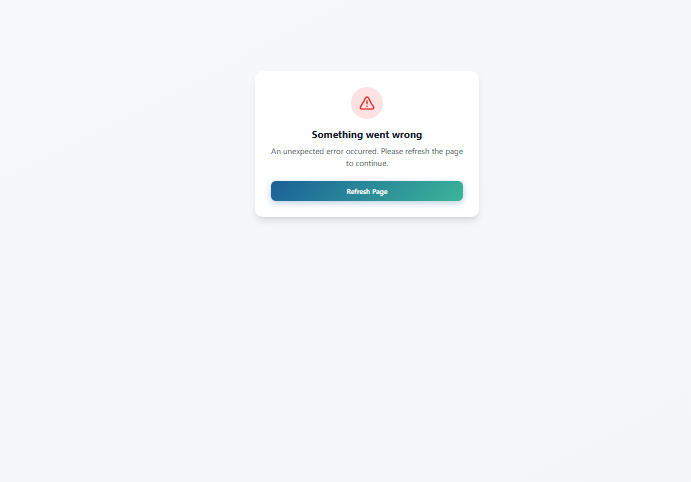 Something went wrong
An unexpected error occurred. Please refresh the page
to continue.
Refresh Page